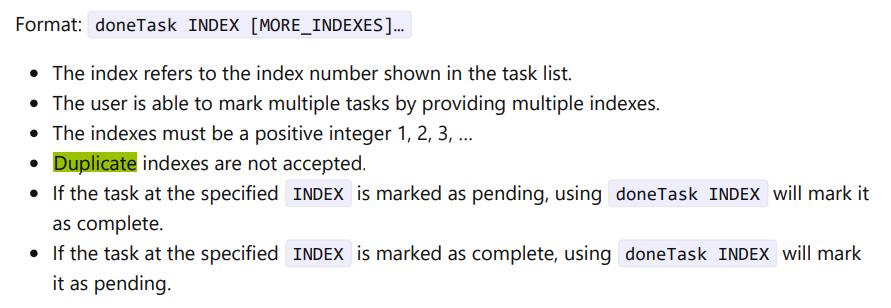 Format: doneTask INDEX [MORE_INDEXES]…
• The index refers to the index number shown in the task list.
• The user is able to mark multiple tasks by providing multiple indexes.
• The indexes must be a positive integer 1, 2, 3, …
• Duplicate indexes are not accepted.
• If the task at the specified INDEX is marked as pending, using doneTask INDEX will mark it
as complete.
• If the task at the specified INDEX is marked as complete, using doneTask INDEX will mark
it as pending.